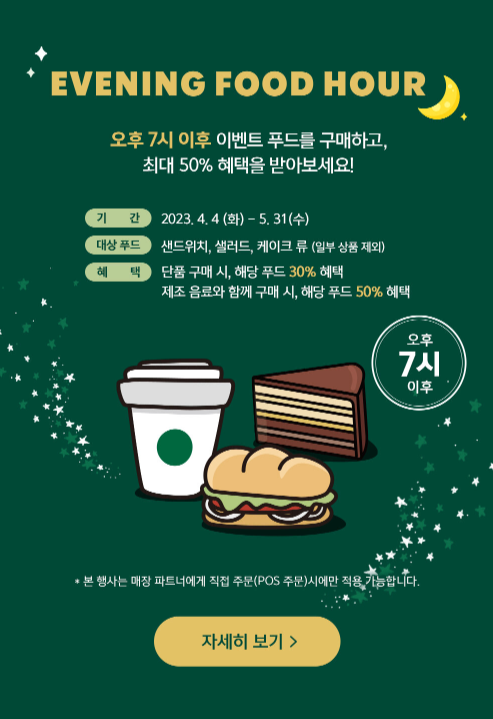 EVENING FOOD HOUR
오후 7시 이후 이벤트 푸드를 구매하고,
최대 50% 혜택을 받아보세요!
기 간 2023. 4. 4 (화) - 5. 31(수)
대상 푸드 샌드위치, 샐러드, 케이크 류 (일부 상품 제외)
혜 택 단품 구매 시, 해당 푸드 30% 혜택
제조 음료와 함께 구매 시, 해당 푸드 50% 혜택
오후
7시
이후
* 본 행사는 매장 파트너에게 직접 주문(POS 주문)시에만 적용 가능합니다.
자세히 보기 >